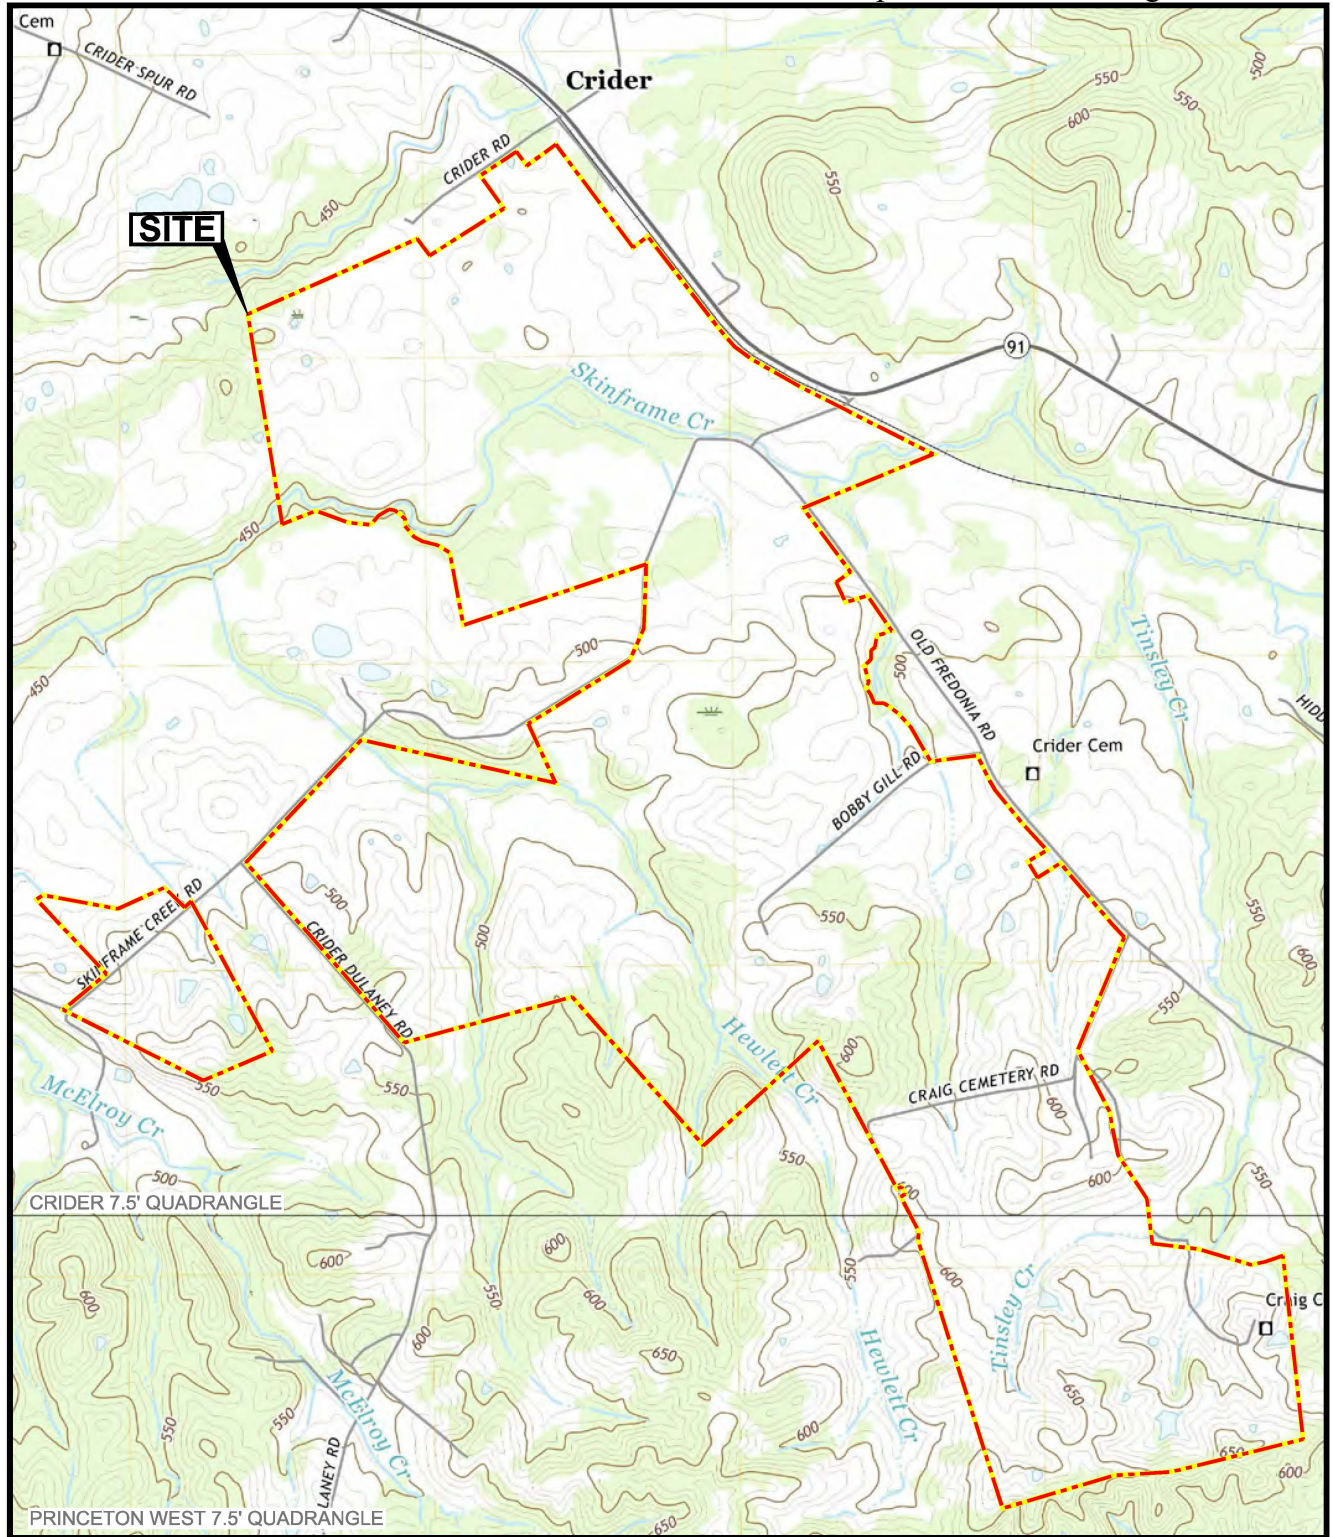 Cem
CRIDER SPUR RD
Crider
500
550
550
600
CRIDER RD
550
450
SITE
91
Skinframe Cr
450
500
450
OLD FREDONIA RD
500
Tinsley Cr
Crider Cem
BOBBY GILL RD
500
SKINFRAME CREEK RD
CRIDER DULANEY RD
500
550
550
600
550
Hewlett Cr
600
CRAIG CEMETERY RD
600
550
550
McElroy Cr
500
550
600
550
CRIDER 7.5' QUADRANGLE
600
600
600
600
550
550
600
600
Tinsley Cr
Craig C
600
650
Hewlett Cr
650
McElroy Cr
550
550
600
650
600
LANEY RD
PRINCETON WEST 7.5' QUADRANGLE
650